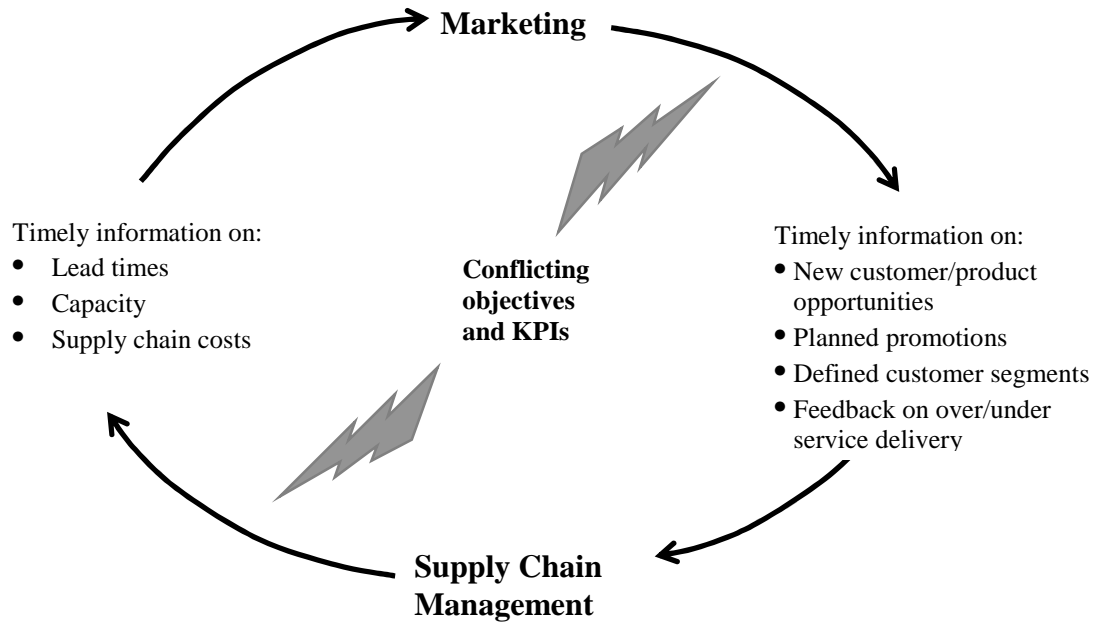 Marketing
Timely information on:
• Lead times
• Capacity
• Supply chain costs
Conflicting
objectives
and KPIs
Timely information on:
• New customer/product
opportunities
• Planned promotions
• Defined customer segments
• Feedback on over/under
service delivery
Supply Chain
Management